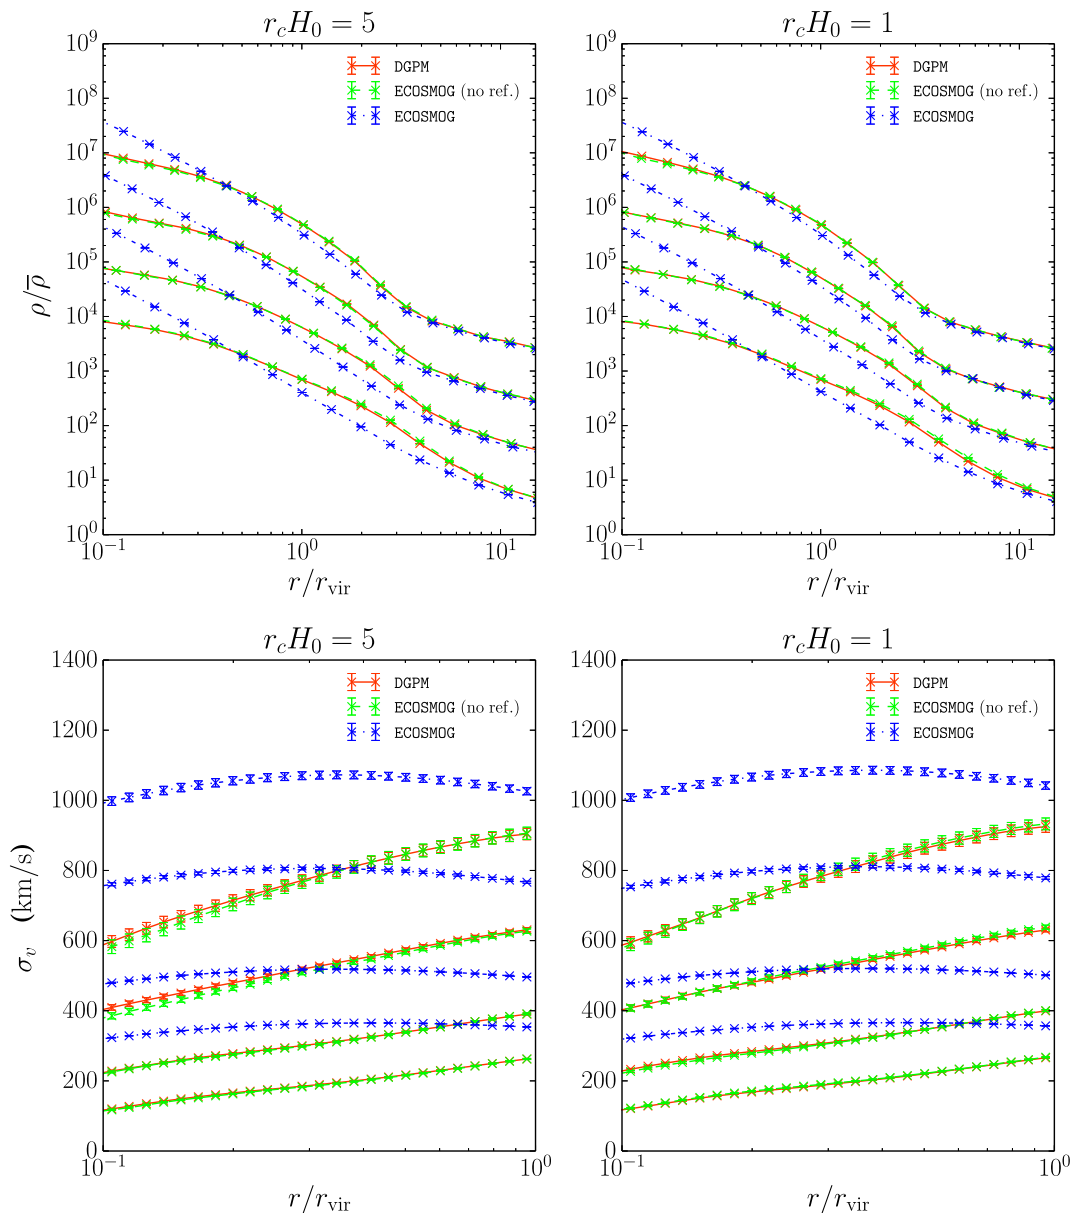 r_cH_0 = 5
r_cH_0 = 1
10^9
10^8
10^7
10^6
10^5
10^4
10^3
10^2
10^1
10^0
ρ/ρ̅
DGPM
ECOSMOG (no ref.)
ECOSMOG
10^{-1}
10^0
10^1
r/r_vir
10^9
10^8
10^7
10^6
10^5
10^4
10^3
10^2
10^1
10^0
DGPM
ECOSMOG (no ref.)
ECOSMOG
10^{-1}
10^0
10^1
r/r_vir
r_cH_0 = 5
r_cH_0 = 1
1400
1200
1000
800
600
400
200
0
σ_v (km/s)
DGPM
ECOSMOG (no ref.)
ECOSMOG
10^{-1}
10^0
r/r_vir
1400
1200
1000
800
600
400
200
0
DGPM
ECOSMOG (no ref.)
ECOSMOG
10^{-1}
10^0
r/r_vir